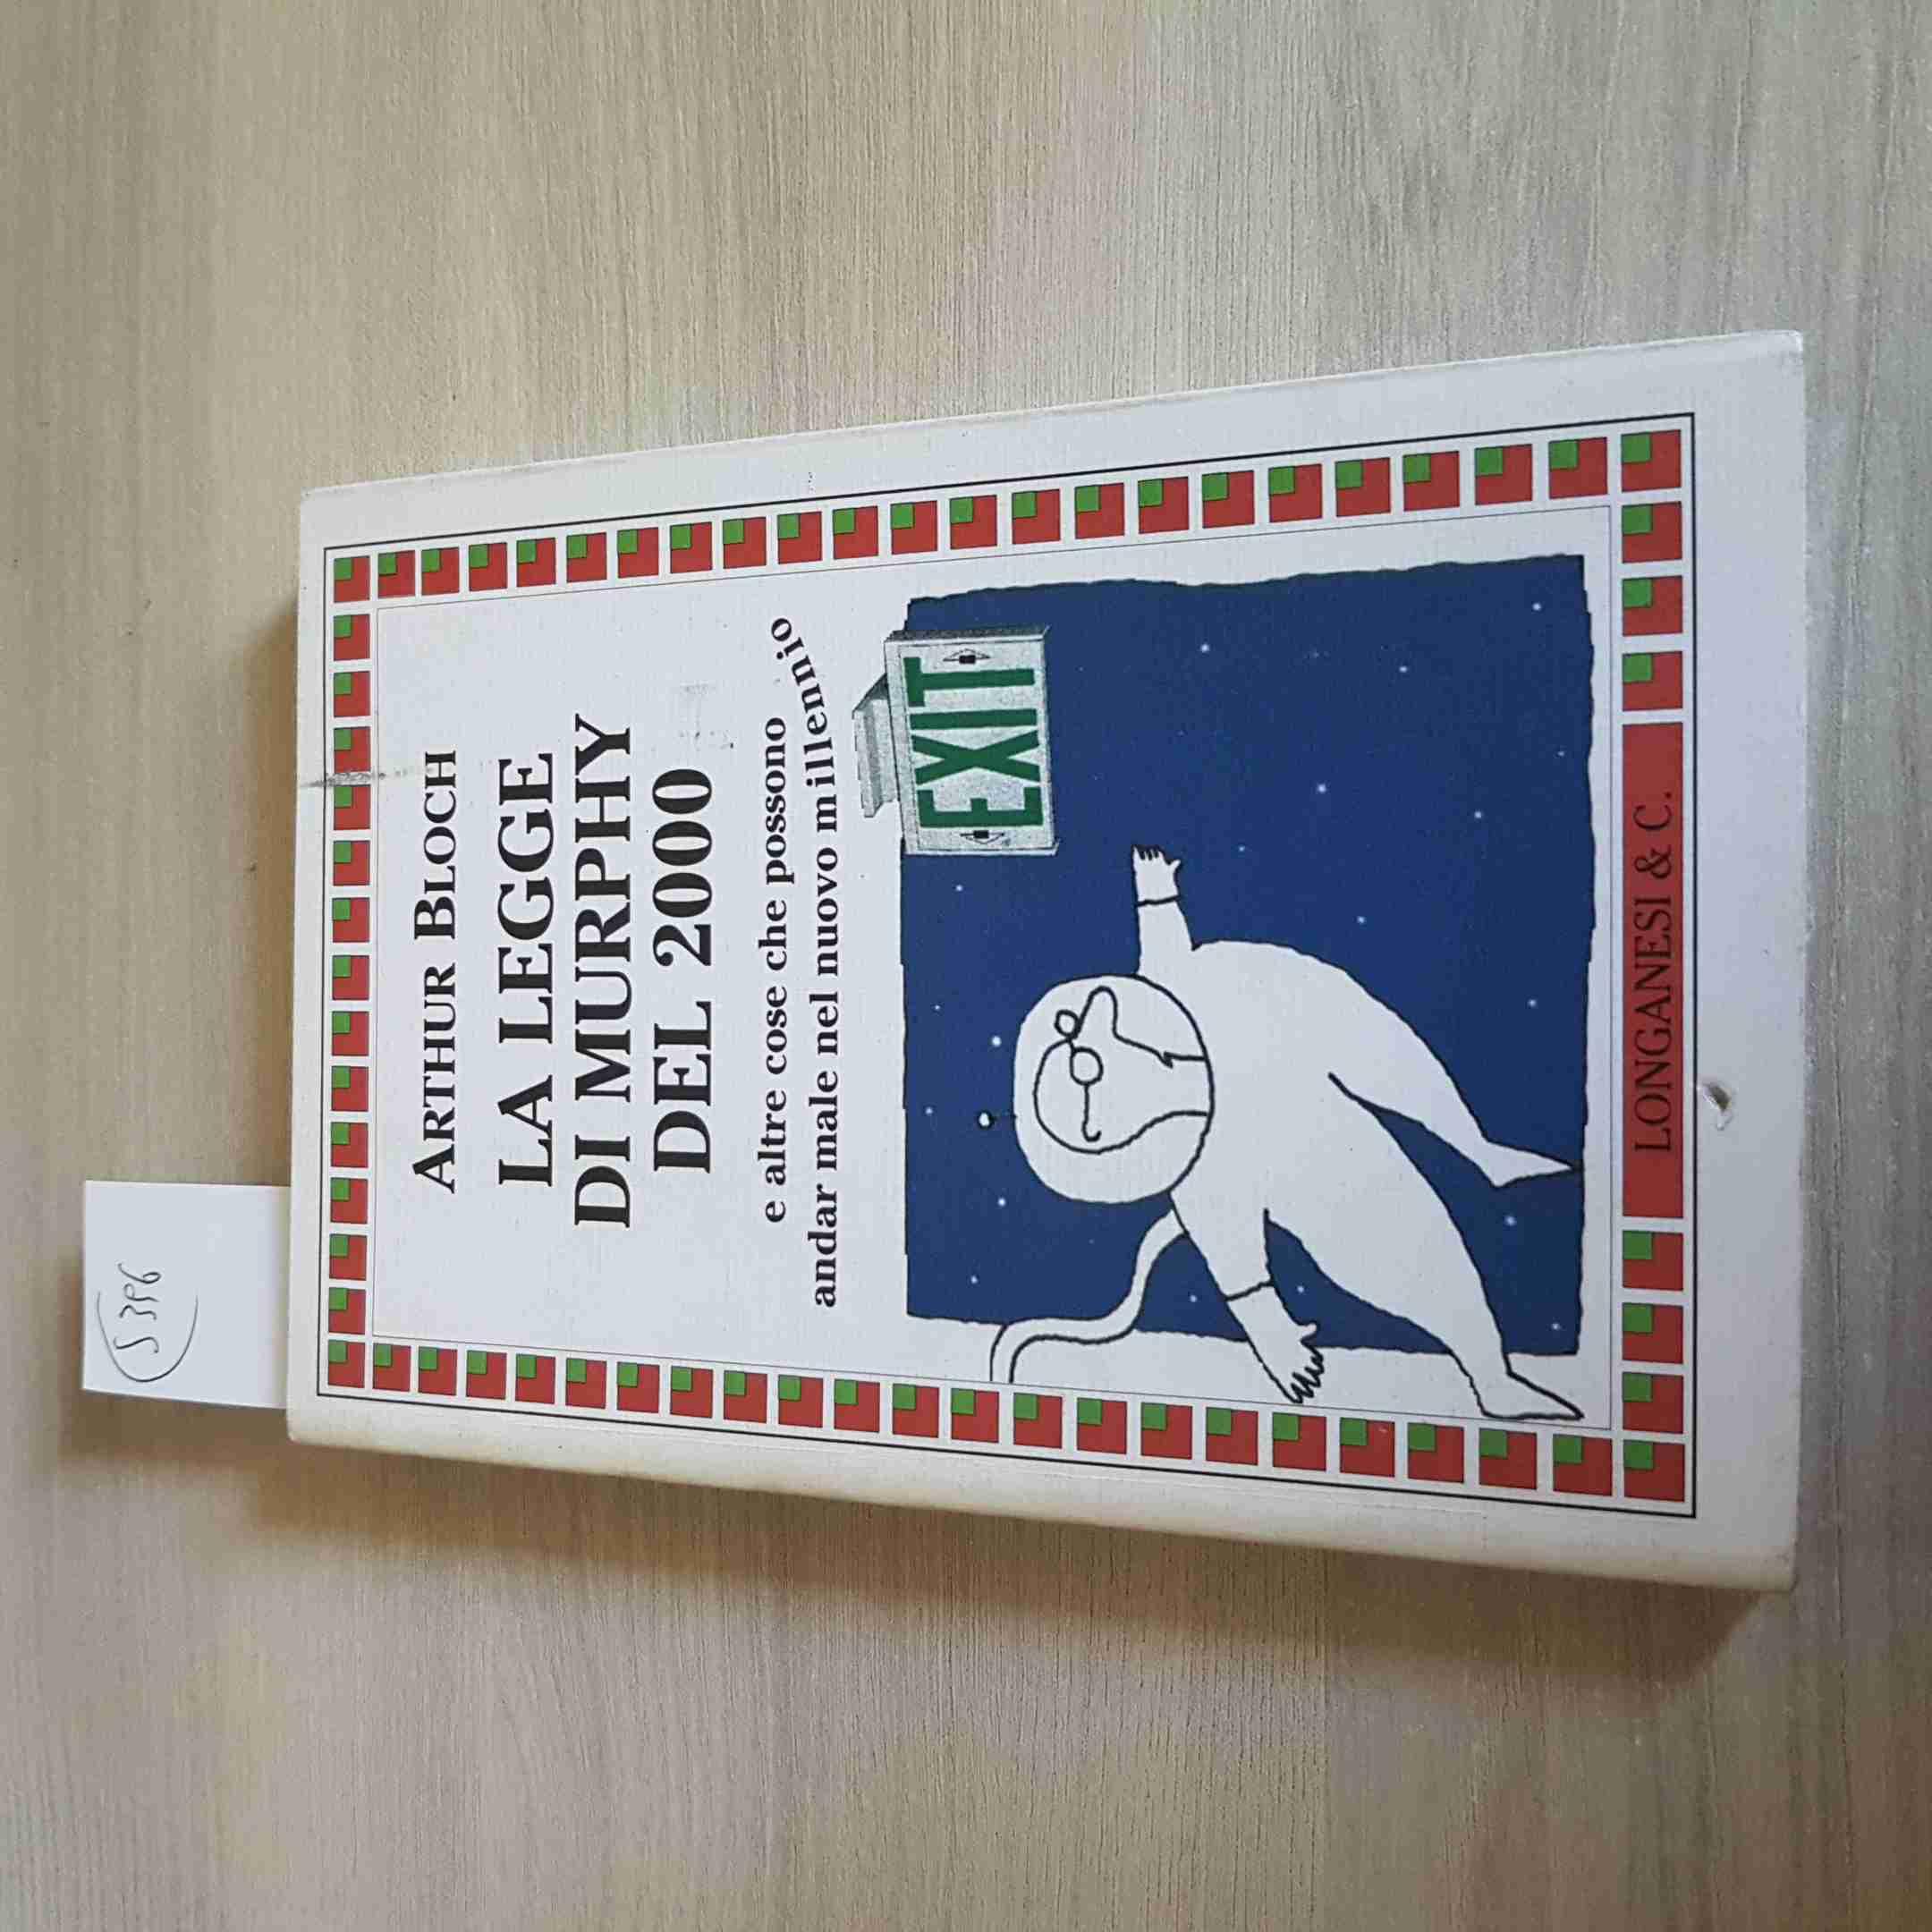 ARTHUR BLOCH
LA LEGGE
DI MURPHY
DEL 2000
e altre cose che possono
andar male nel nuovo millennio
EXIT
LONGANESI & C.